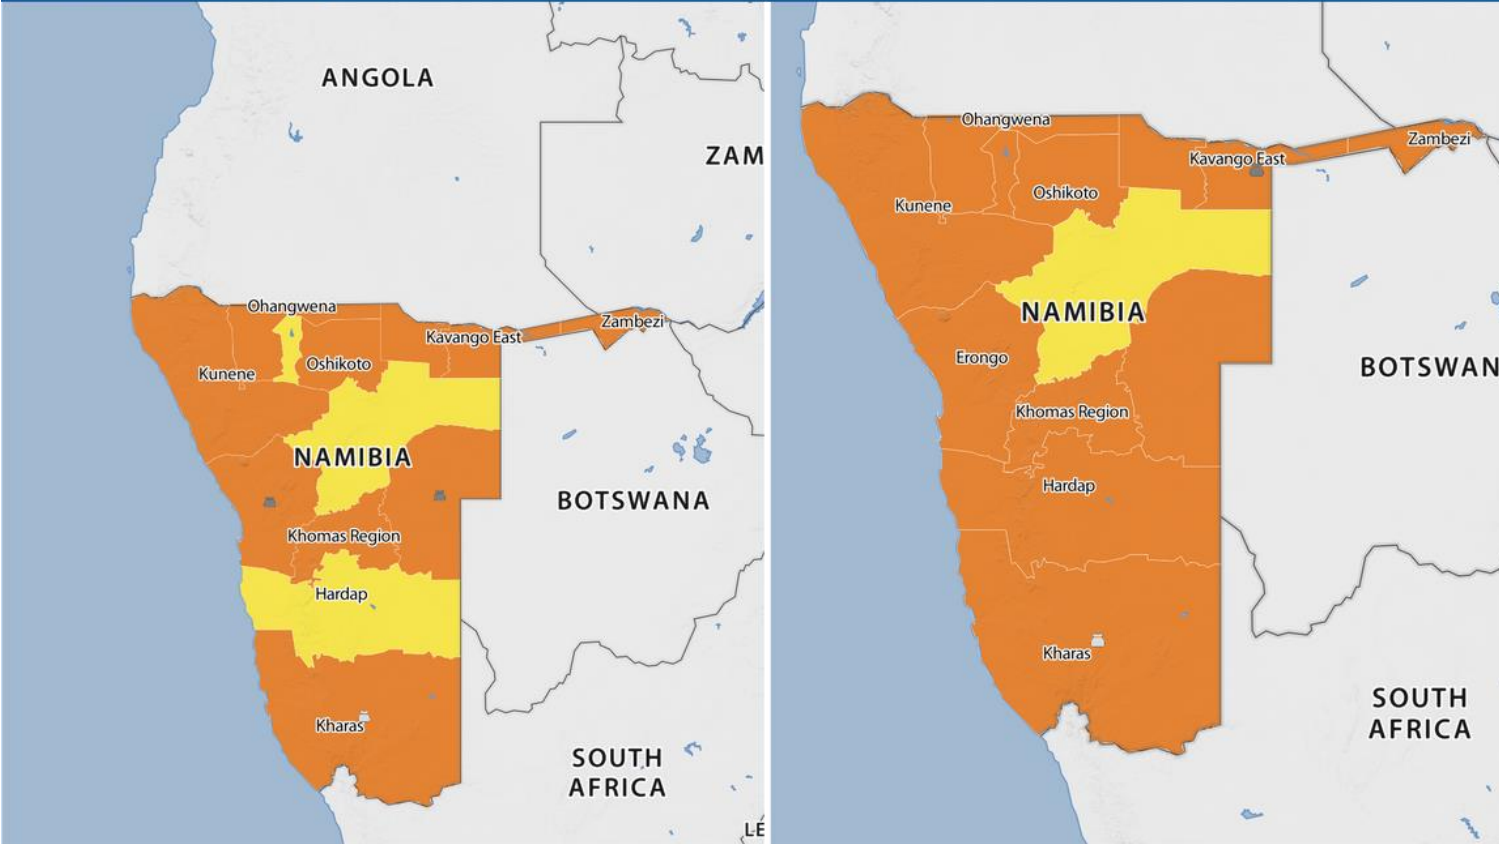 ANGOLA
ZAM
Ohangwena
Zambezi
Kavango East
Oshikoto
Kunene
NAMIBIA
BOTSWANA
Khomas Region
Hardap
Kharas
SOUTH
AFRICA
LE
Ohangwena
Zambezi
Kavango East
Oshikoto
Kunene
NAMIBIA
Erongo
BOTSWAN
Khomas Region
Hardap
Kharas
SOUTH
AFRICA